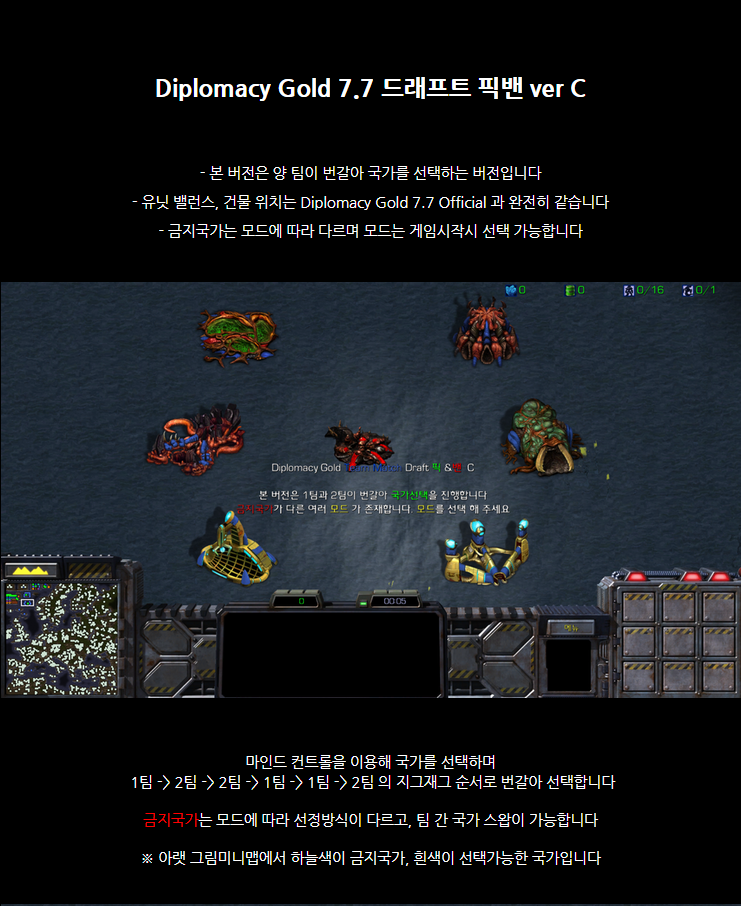 Diplomacy Gold 7.7 드래프트 픽밴 ver C
- 본 버전은 양 팀이 번갈아 국가를 선택하는 버전입니다
- 유닛 밸런스, 건물 위치는 Diplomacy Gold 7.7 Official 과 완전히 같습니다
- 금지국가는 모드에 따라 다르며 모드는 게임시작시 선택 가능합니다
0 0 0/16 0/1
Diplomacy Gold Team Match Draft 픽 & 밴 C
본 버전은 1팀과 2팀이 번갈아 국가선택을 진행합니다
금지국가가 다른 여러 모드 가 존재합니다. 모드를 선택 해 주세요
0 00:05
메뉴
마인드 컨트롤을 이용해 국가를 선택하며
1팀 -> 2팀 -> 2팀 -> 1팀 -> 1팀 -> 2팀 의 지그재그 순서로 번갈아 선택합니다
금지국가는 모드에 따라 선정방식이 다르고, 팀 간 국가 스왑이 가능합니다
※ 아랫 그림미니맵에서 하늘색이 금지국가, 흰색이 선택가능한 국가입니다